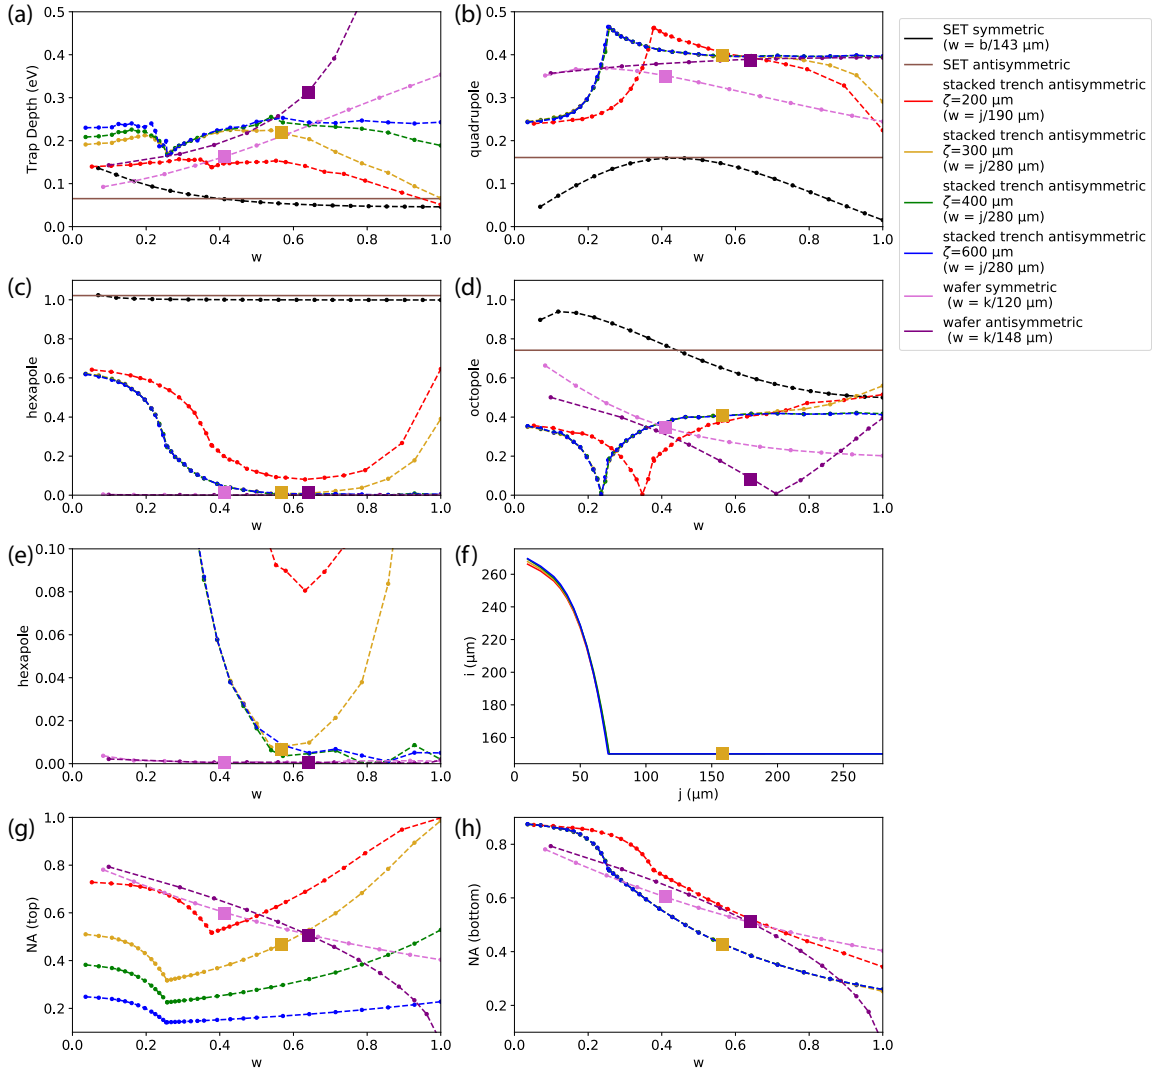 (a)
Trap Depth (eV)
0.5
0.4
0.3
0.2
0.1
0.0
0.0 0.2 0.4 0.6 0.8 1.0
w
(b)
quadrupole
0.5
0.4
0.3
0.2
0.1
0.0
0.0 0.2 0.4 0.6 0.8 1.0
w
SET symmetric
(w = b/143 μm)
SET antisymmetric
stacked trench antisymmetric
ζ=200 μm
(w = j/190 μm)
stacked trench antisymmetric
ζ=300 μm
(w = j/280 μm)
stacked trench antisymmetric
ζ=400 μm
(w = j/280 μm)
stacked trench antisymmetric
ζ=600 μm
(w = j/280 μm)
wafer symmetric
(w = k/120 μm)
wafer antisymmetric
(w = k/148 μm)
(c)
hexapole
1.0
0.8
0.6
0.4
0.2
0.0
0.0 0.2 0.4 0.6 0.8 1.0
w
(d)
octopole
1.0
0.8
0.6
0.4
0.2
0.0
0.0 0.2 0.4 0.6 0.8 1.0
w
(e)
hexapole
0.10
0.08
0.06
0.04
0.02
0.00
0.0 0.2 0.4 0.6 0.8 1.0
w
(f)
i (μm)
260
240
220
200
180
160
0 50 100 150 200 250
j (μm)
(g)
NA (top)
1.0
0.8
0.6
0.4
0.2
0.0 0.2 0.4 0.6 0.8 1.0
w
(h)
NA (bottom)
0.8
0.6
0.4
0.2
0.0 0.2 0.4 0.6 0.8 1.0
w